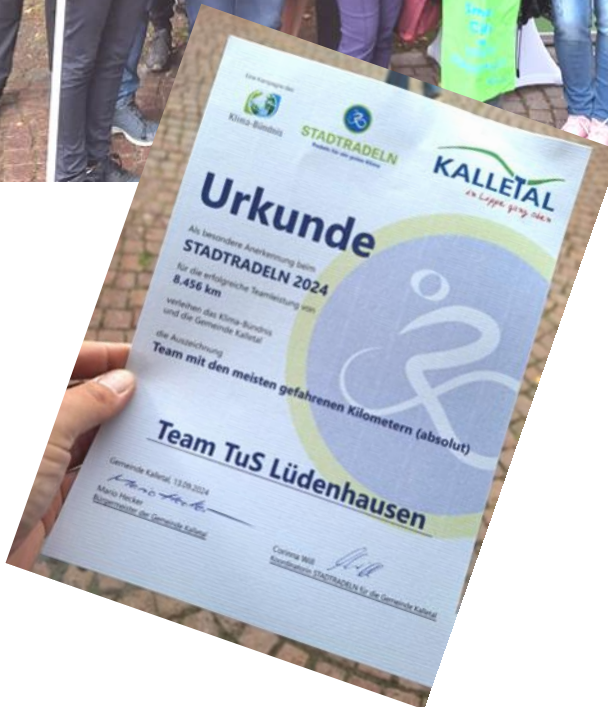 Eine Kampagne des
Klima-Bündnis
STADTRADELN
Radeln für ein gutes Klima
KALLETAL
in Lippe ganz oben
Urkunde
Als besondere Anerkennung beim
STADTRADELN 2024
für die erfolgreiche Teamleistung von
8.456 km
verleihen das Klima-Bündnis
und die Gemeinde Kalletal
die Auszeichnung
Team mit den meisten gefahrenen Kilometern (absolut)
Team TuS Lüdenhausen
Gemeinde Kalletal, 13.09.2024
Mario Hecker
Bürgermeister der Gemeinde Kalletal
Corinna Will
Koordinatorin STADTRADELN für die Gemeinde Kalletal